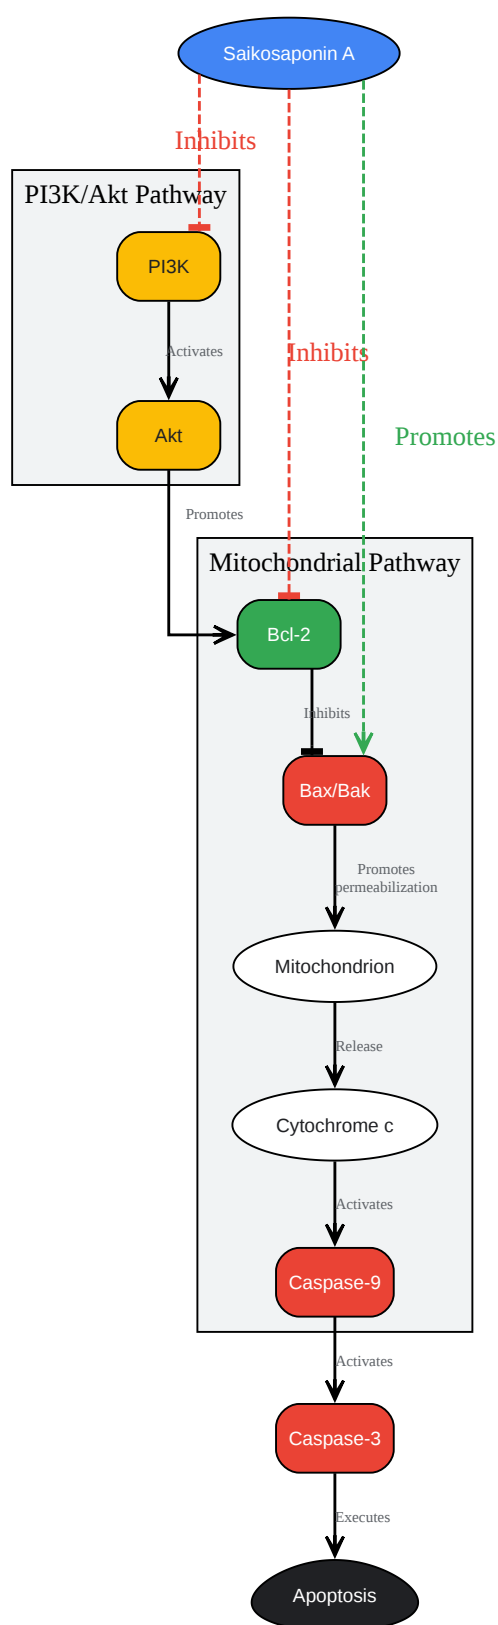 Saikosaponin A
Inhibits
PI3K/Akt Pathway
PI3K
Activates
Inhibits
Akt
Promotes
Promotes
Mitochondrial Pathway
Bcl-2
Inhibits
Bax/Bak
Promotes
permeabilization
Mitochondrion
Release
Cytochrome c
Activates
Caspase-9
Activates
Caspase-3
Executes
Apoptosis